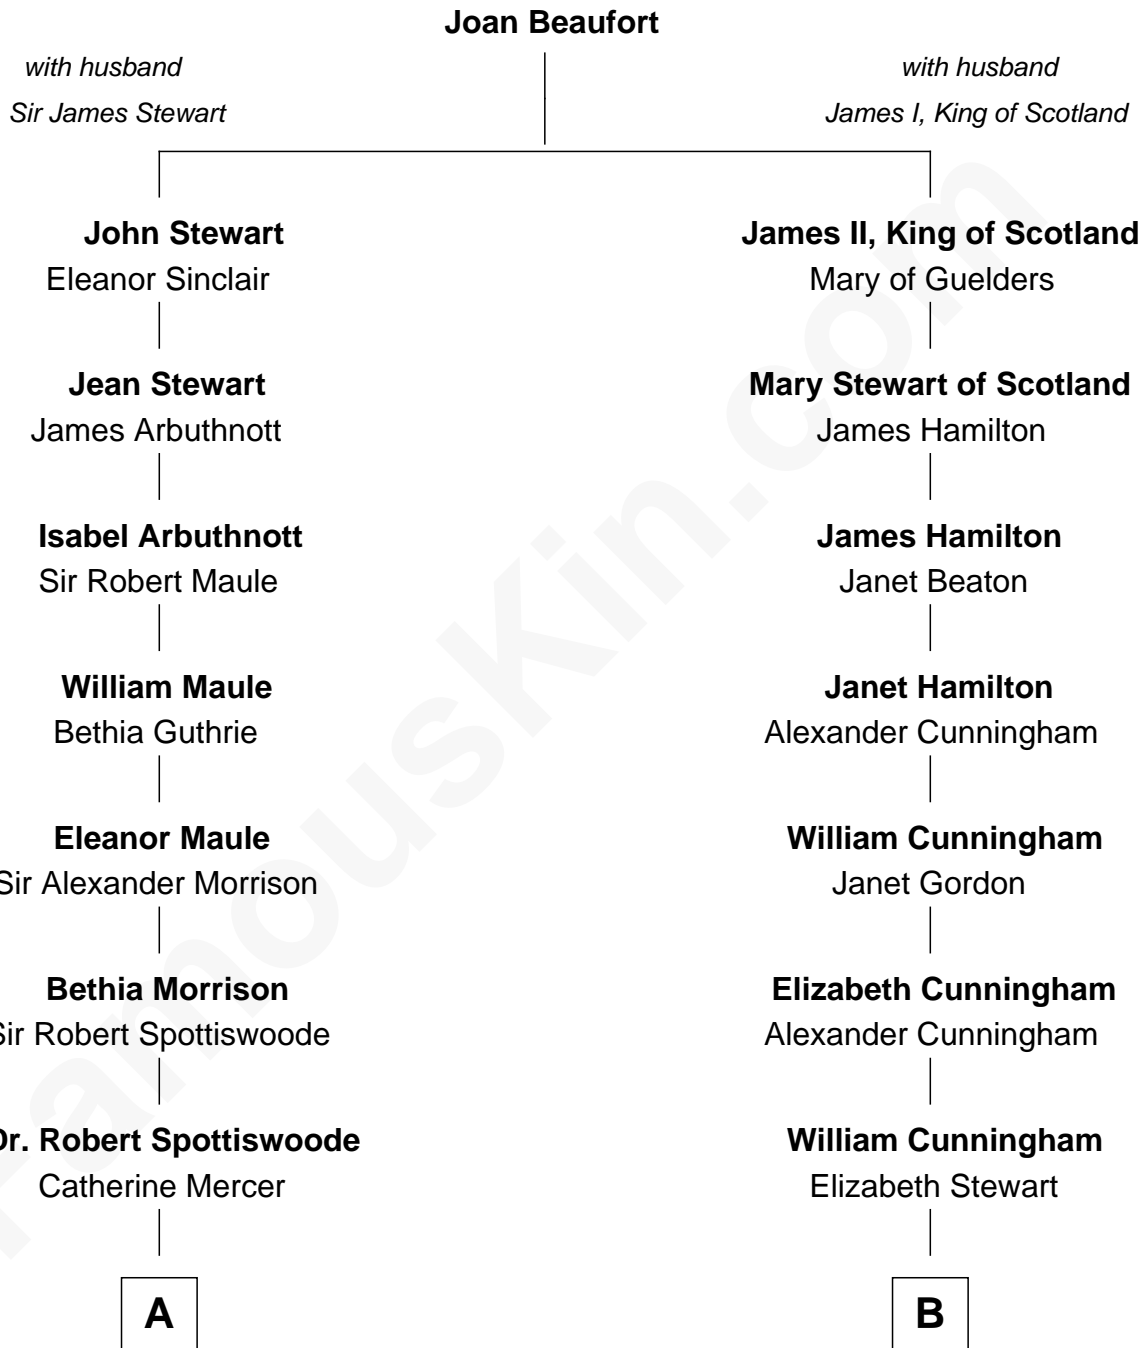 Joan Beaufort
with husband
Sir James Stewart
with husband
James I, King of Scotland
John Stewart
Eleanor Sinclair
James II, King of Scotland
Mary of Guelders
Jean Stewart
James Arbuthnott
Mary Stewart of Scotland
James Hamilton
Isabel Arbuthnott
Sir Robert Maule
James Hamilton
Janet Beaton
William Maule
Bethia Guthrie
Janet Hamilton
Alexander Cunningham
Eleanor Maule
Sir Alexander Morrison
William Cunningham
Janet Gordon
Bethia Morrison
Sir Robert Spottiswoode
Elizabeth Cunningham
Alexander Cunningham
Dr. Robert Spottiswoode
Catherine Mercer
William Cunningham
Elizabeth Stewart
A
B
FamousKin.com